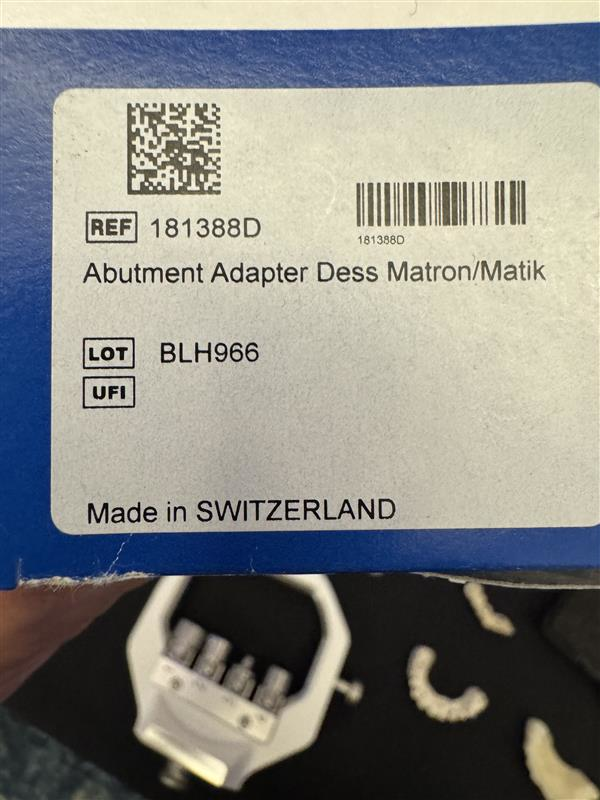 REF 181388D
181388D
Abutment Adapter Dess Matron/Matik
LOT BLH966
UFI
Made in SWITZERLAND